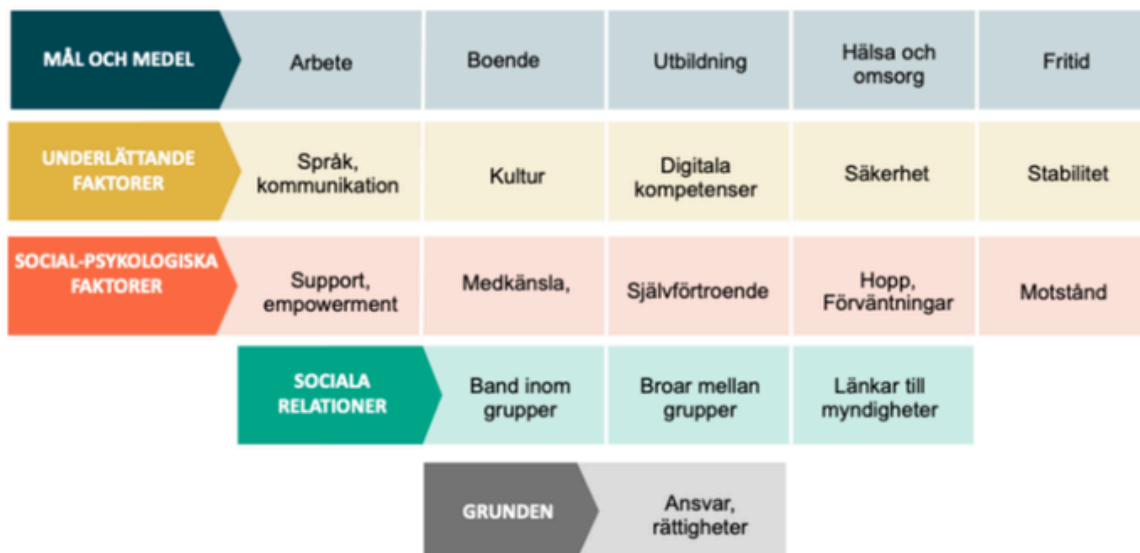 MÅL OCH MEDEL
Arbete
Boende
Utbildning
Hälsa och
omsorg
Fritid
UNDERLÄTTANDE
FAKTORER
Språk,
kommunikation
Kultur
Digitala
kompetenser
Säkerhet
Stabilitet
SOCIAL-PSYKOLOGISKA
FAKTORER
Support,
empowerment
Medkänsla,
Självförtroende
Hopp,
Förväntningar
Motstånd
SOCIALA
RELATIONER
Band inom
grupper
Broar mellan
grupper
Länkar till
myndigheter
GRUNDEN
Ansvar,
rättigheter